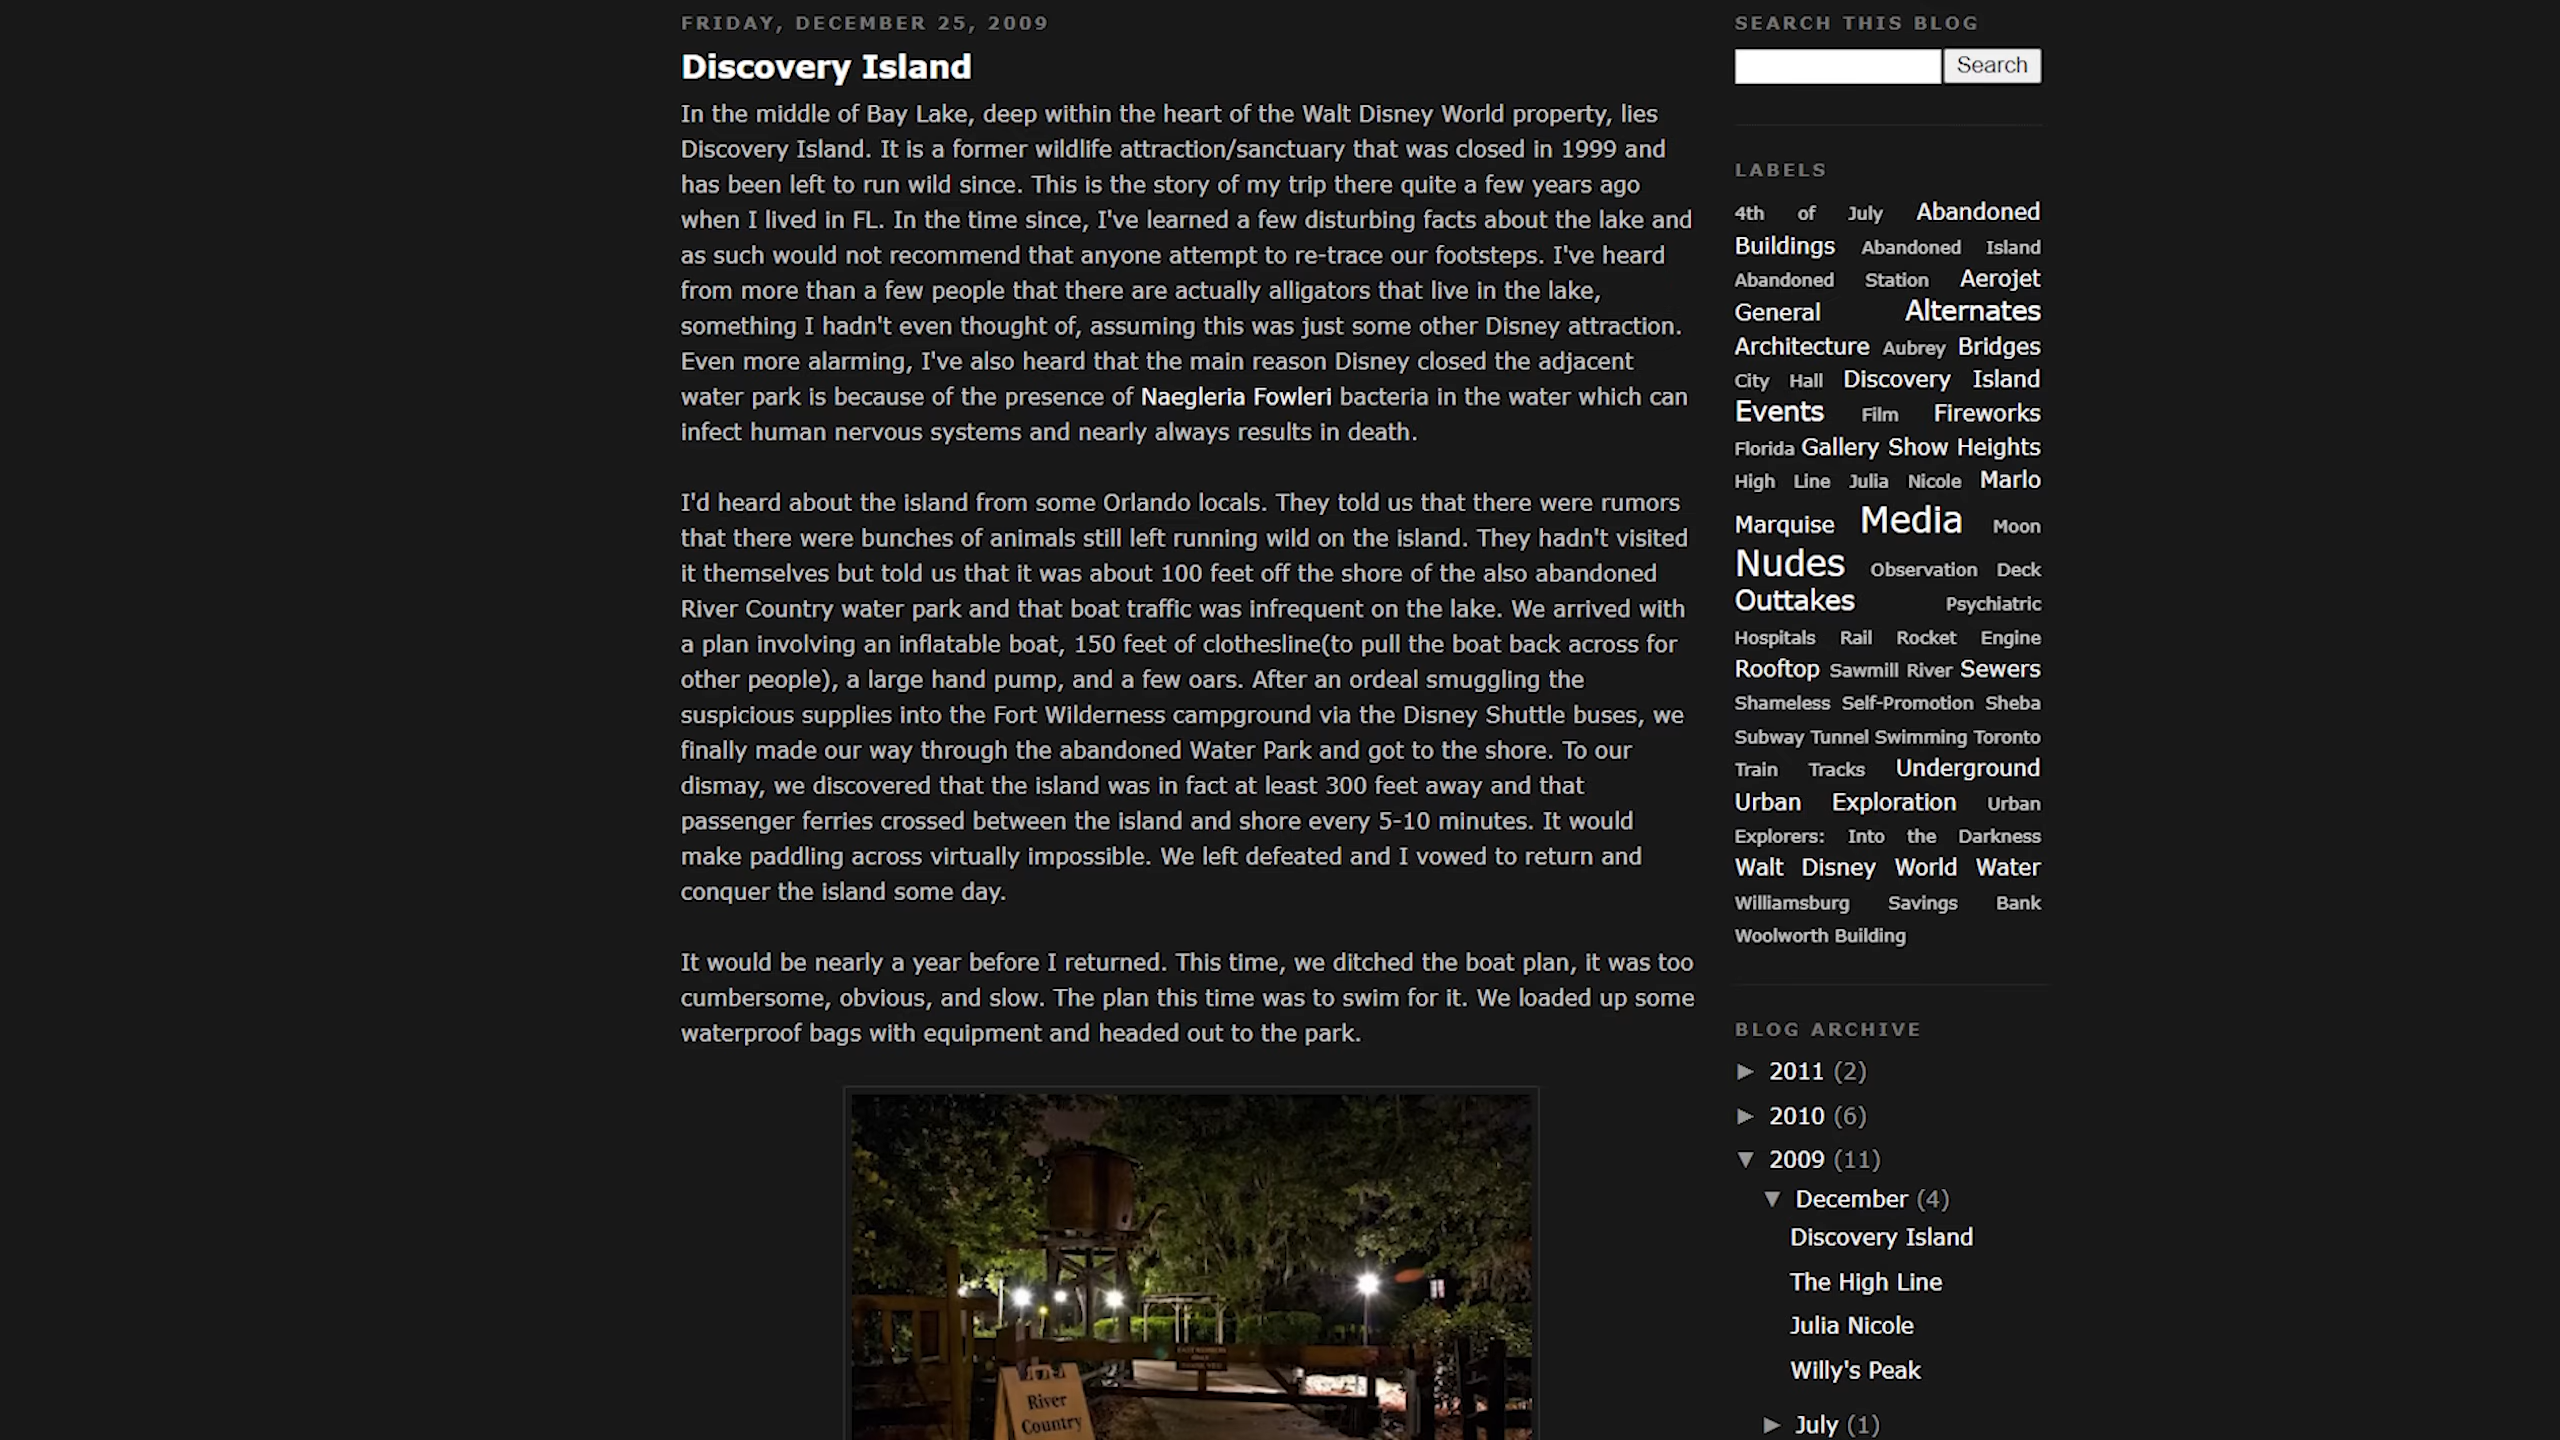 FRIDAY, DECEMBER 25, 2009
Discovery Island
In the middle of Bay Lake, deep within the heart of the Walt Disney World property, lies
Discovery Island. It is a former wildlife attraction/sanctuary that was closed in 1999 and
has been left to run wild since. This is the story of my trip there quite a few years ago
when I lived in FL. In the time since, I've learned a few disturbing facts about the lake and
as such would not recommend that anyone attempt to re-trace our footsteps. I've heard
from more than a few people that there are actually alligators that live in the lake,
something I hadn't even thought of, assuming this was just some other Disney attraction.
Even more alarming, I've also heard that the main reason Disney closed the adjacent
water park is because of the presence of Naegleria Fowleri bacteria in the water which can
infect human nervous systems and nearly always results in death.
I'd heard about the island from some Orlando locals. They told us that there were rumors
that there were bunches of animals still left running wild on the island. They hadn't visited
it themselves but told us that it was about 100 feet off the shore of the also abandoned
River Country water park and that boat traffic was infrequent on the lake. We arrived with
a plan involving an inflatable boat, 150 feet of clothesline(to pull the boat back across for
other people), a large hand pump, and a few oars. After an ordeal smuggling the
suspicious supplies into the Fort Wilderness campground via the Disney Shuttle buses, we
finally made our way through the abandoned Water Park and got to the shore. To our
dismay, we discovered that the island was in fact at least 300 feet away and that
passenger ferries crossed between the island and shore every 5-10 minutes. It would
make paddling across virtually impossible. We left defeated and I vowed to return and
conquer the island some day.
It would be nearly a year before I returned. This time, we ditched the boat plan, it was too
cumbersome, obvious, and slow. The plan this time was to swim for it. We loaded up some
waterproof bags with equipment and headed out to the park.
River
Country
SEARCH THIS BLOG
Search
LABELS
4th of July Abandoned
Buildings Abandoned Island
Abandoned Station Aerojet
General Alternates
Architecture Aubrey Bridges
City Hall Discovery Island
Events Film Fireworks
Florida Gallery Show Heights
High Line Julia Nicole Marlo
Marquise Media Moon
Nudes Observation Deck
Outtakes Psychiatric
Hospitals Rail Rocket Engine
Rooftop Sawmill River Sewers
Shameless Self-Promotion Sheba
Subway Tunnel Swimming Toronto
Train Tracks Underground
Urban Exploration Urban
Explorers: Into the Darkness
Walt Disney World Water
Williamsburg Savings Bank
Woolworth Building
BLOG ARCHIVE
► 2011 (2)
► 2010 (6)
▼ 2009 (11)
▼ December (4)
Discovery Island
The High Line
Julia Nicole
Willy's Peak
► July (1)